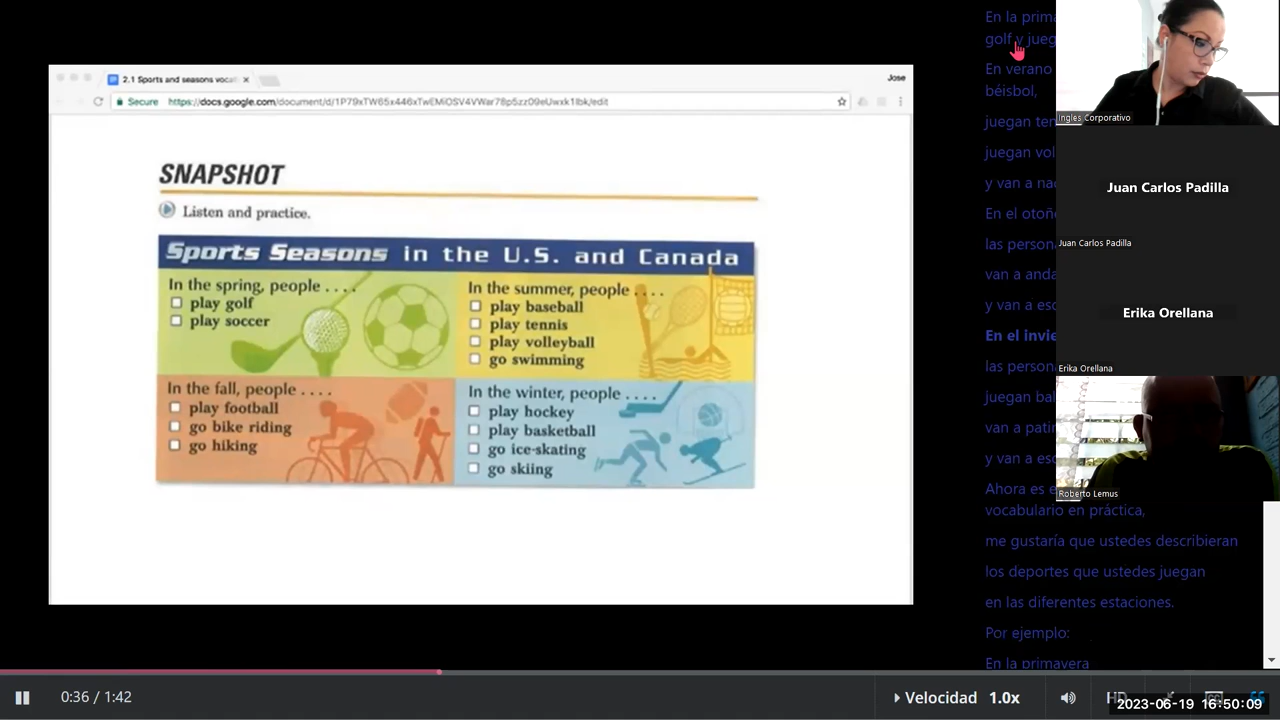 2.1 Sports and seasons voca
Jose
Secure
https://docs.google.com/document/d/1P79xTW65x446xTwEMiOSV4VWar78p5zz09eUwxk1lbk/edit
SNAPSHOT
Listen and practice.
Sports Seasons in the U.S. and Canada
In the spring, people . . . .
play golf
play soccer
In the summer, people . . . .
play baseball
play tennis
play volleyball
go swimming
In the fall, people . . . .
play football
go bike riding
go hiking
In the winter, people . . . .
play hockey
play basketball
go ice-skating
go skiing
En la prima
golf y jueg
En verano
béisbol,
juegan ten
juegan vol
y van a nad
En el otoño
las person
van a anda
y van a es
En el invie
las person
juegan bal
van a patin
y van a es
Ahora es
vocabulario en práctica,
me gustaría que ustedes describieran
los deportes que ustedes juegan
en las diferentes estaciones.
Por ejemplo:
En la primavera
Ingles Corporativo
Juan Carlos Padilla
Juan Carlos Padilla
Erika Orellana
Erika Orellana
Roberto Lemus
0:36 / 1:42
Velocidad 1.0x
HD
2023-06-19 16:50:09